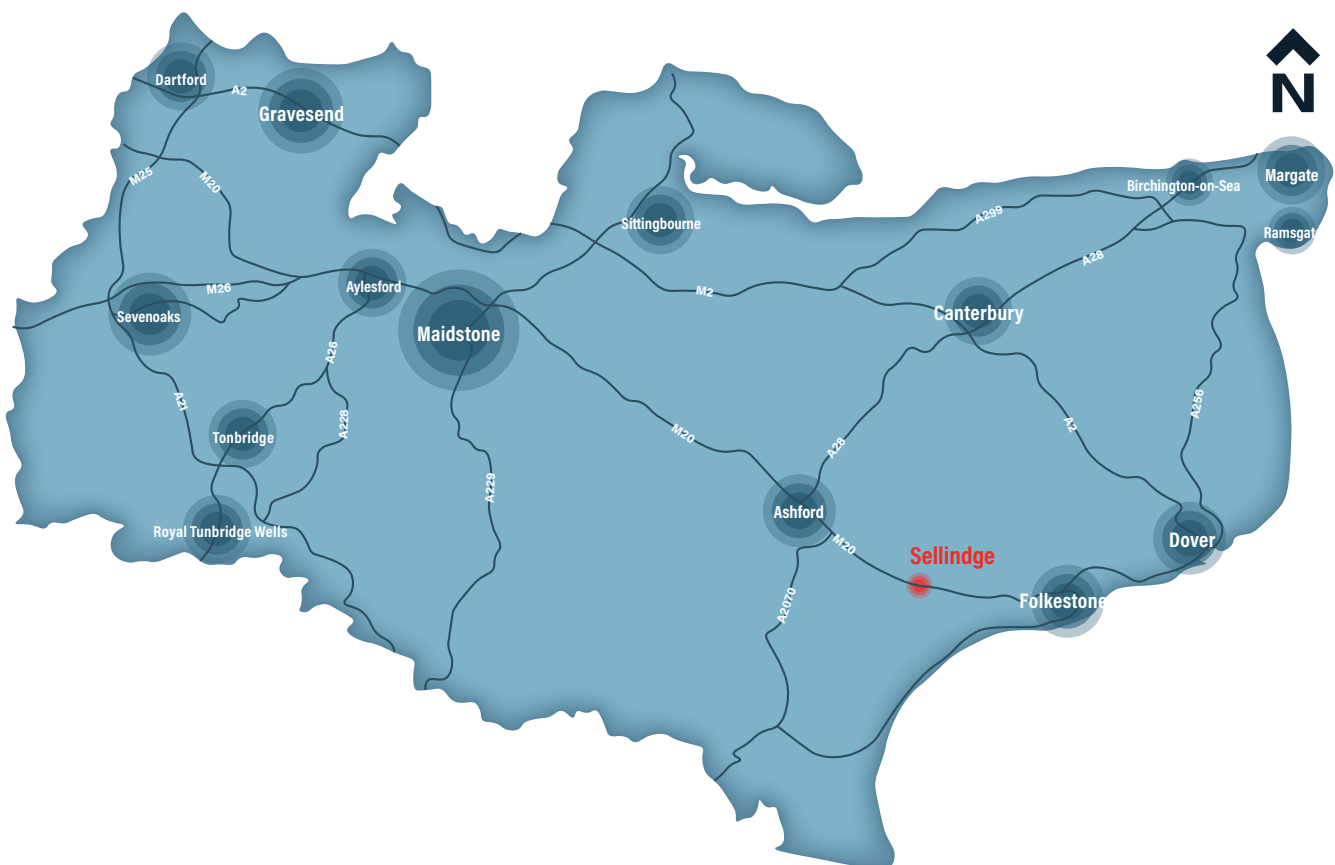 N
Dartford
A2
Gravesend
M25
M20
Margate
Birchington-on-Sea
Ramsgat
Sittingbourne
A299
A28
M26
Aylesford
M2
Sevenoaks
Canterbury
Maidstone
A26
A21
A228
A256
A2
Tonbridge
M20
A28
A229
Ashford
Royal Tunbridge Wells
Dover
M20
Sellindge
A2070
Folkestone